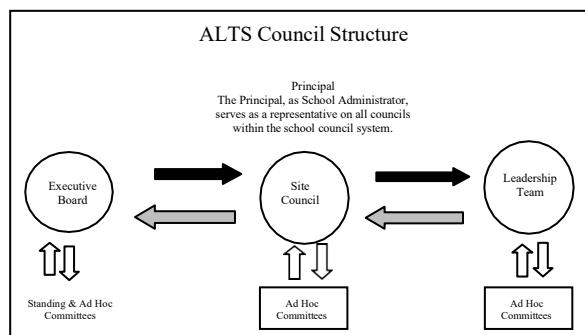 ALTS Council Structure
Principal
The Principal, as School Administrator,
serves as a representative on all councils
within the school council system.
Executive
Board
Site
Council
Leadership
Team
Standing & Ad Hoc
Committees
Ad Hoc
Committees
Ad Hoc
Committees